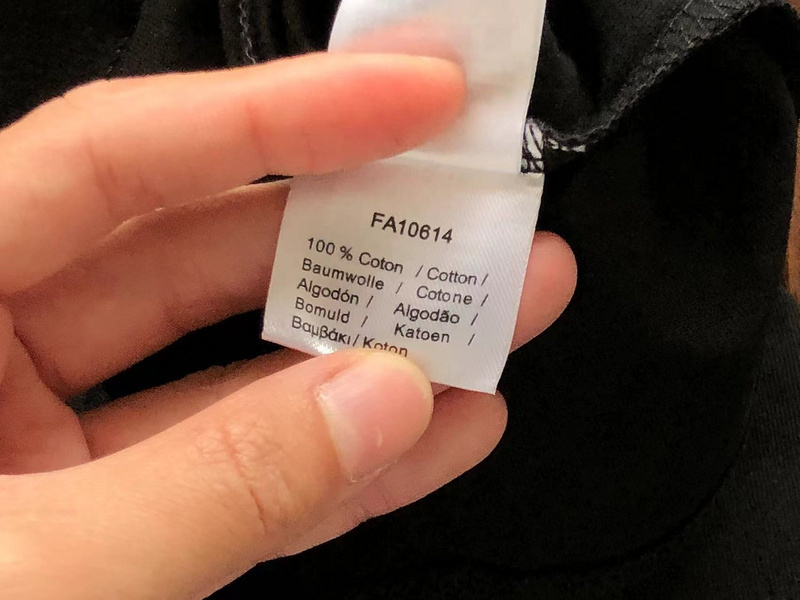 FA10614
100 % Coton / Cotton /
Baumwolle / Cotone /
Algodón / Algodão /
Bomuld / Katoen /
Βαμβάκι / Koton